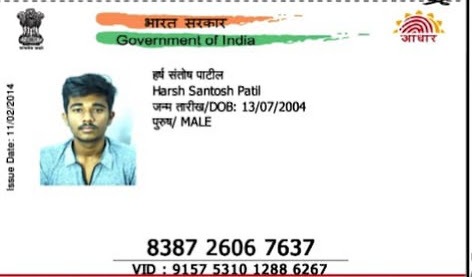 भारत सरकार
Government of India
आधार
Issue Date: 11/02/2014
हर्ष संतोष पाटील
Harsh Santosh Patil
जन्म तारीख/DOB: 13/07/2004
पुरुष/ MALE
8387 2606 7637
VID : 9157 5310 1288 6267